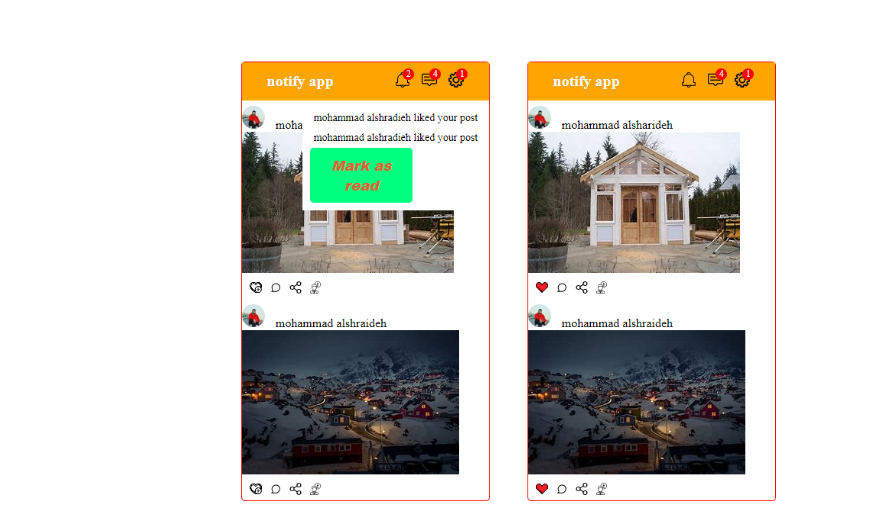 notify app 2 4 1
mohammad alshradieh liked your post
moha
mohammad alshradieh liked your post
Mark as
read
mohammad alshraideh
notify app 4 1
mohammad alsharideh
mohammad alshraideh